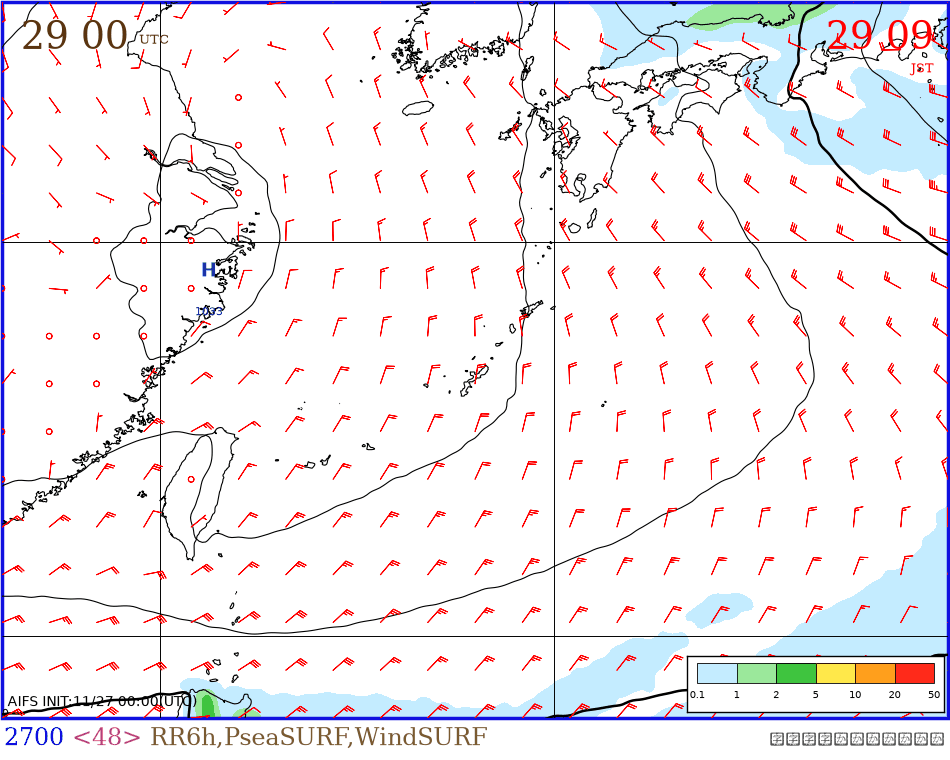 29 00 UTC
29 09 JST
H
1033
0.1 1 2 5 10 20 50
AIFS INIT:11/27 00:00(UTC)
2700 <48> RR6h,PseaSURF,WindSURF